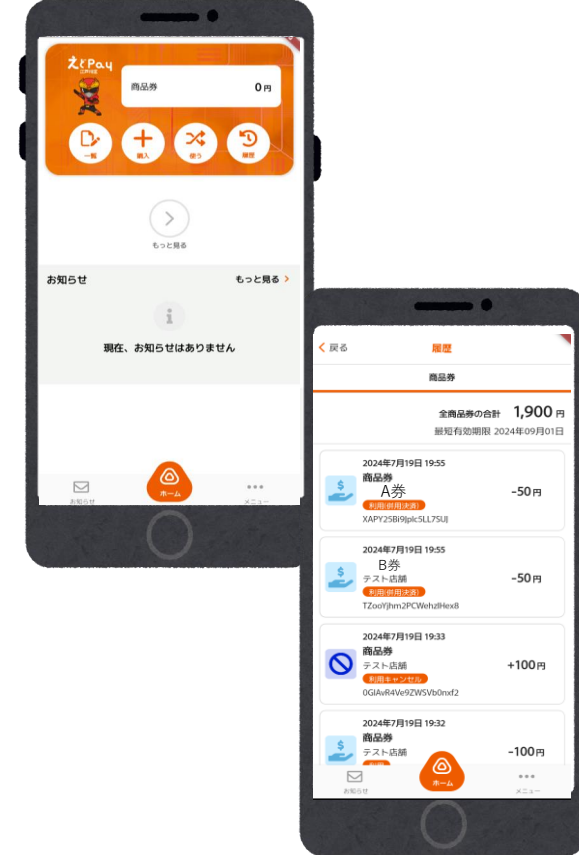 えどPay
江戸川区
商品券 0円
一覧
購入
使う
履歴
もっと見る
お知らせ もっと見る
現在、お知らせはありません
お知らせ
ホーム
メニュー
戻る 履歴
商品券
全商品券の合計 1,900 円
最短有効期限 2024年09月01日
2024年7月19日 19:55
商品券
A券
-50円
利用(併用決済)
XAPY25Bi9Jplc5LL7SUJ
2024年7月19日 19:55
B券
テスト店舗
-50円
利用(併用決済)
TZooYjhm2PCWehzlHex8
2024年7月19日 19:33
商品券
テスト店舗
+100円
利用キャンセル
0GlAvR4Ve9ZWSVb0nxf2
2024年7月19日 19:32
商品券
テスト店舗
-100円
お知らせ
ホーム
メニュー